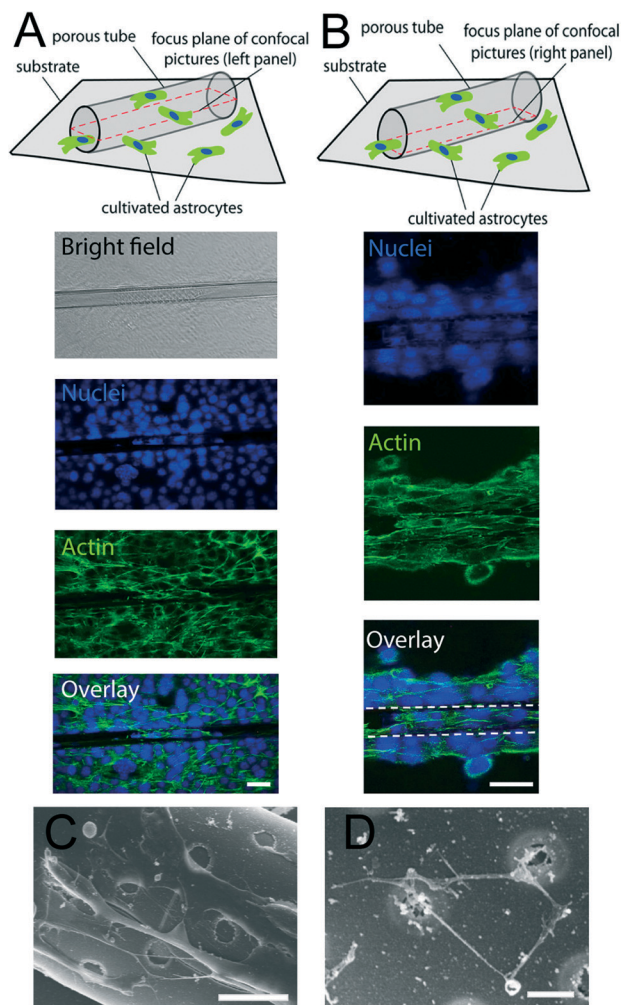 A
porous tube
focus plane of confocal
pictures (left panel)
substrate
cultivated astrocytes
Bright field
Nuclei
Actin
Overlay
B
porous tube
focus plane of confocal
pictures (right panel)
substrate
cultivated astrocytes
Nuclei
Actin
Overlay
C
D